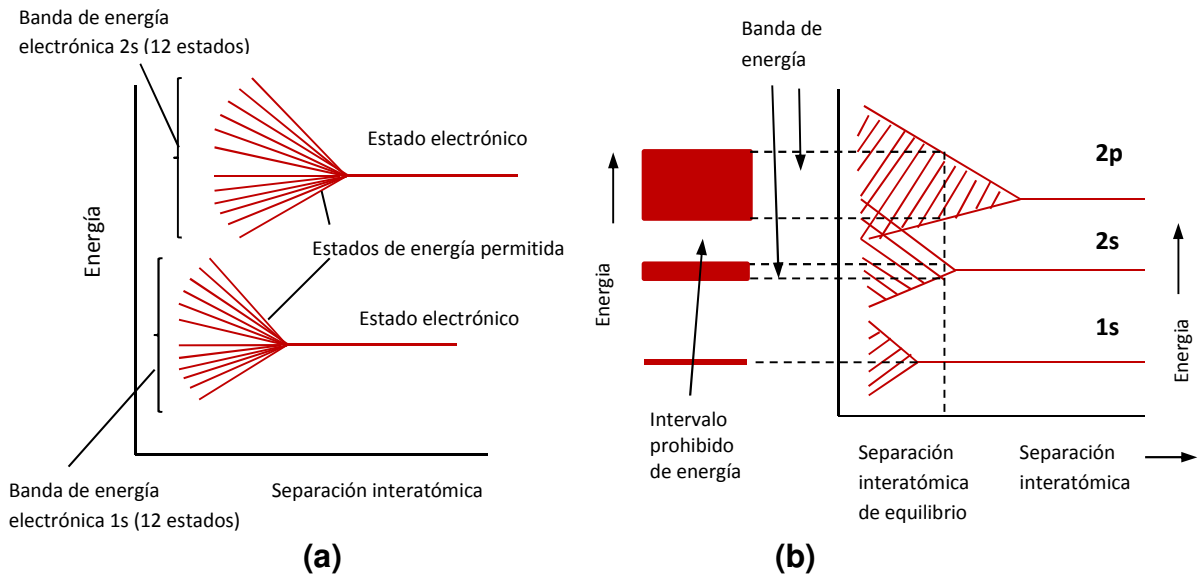 Banda de energía
electrónica 2s (12 estados)
Energía
Estado electrónico
Estados de energía permitida
Estado electrónico
Banda de energía
electrónica 1s (12 estados)
Separación interatómica
(a)
Banda de
energía
Energía
2p
2s
1s
Energia
Intervalo
prohibido
de energía
Separación
interatómica
de equilibrio
Separación
interatómica
(b)